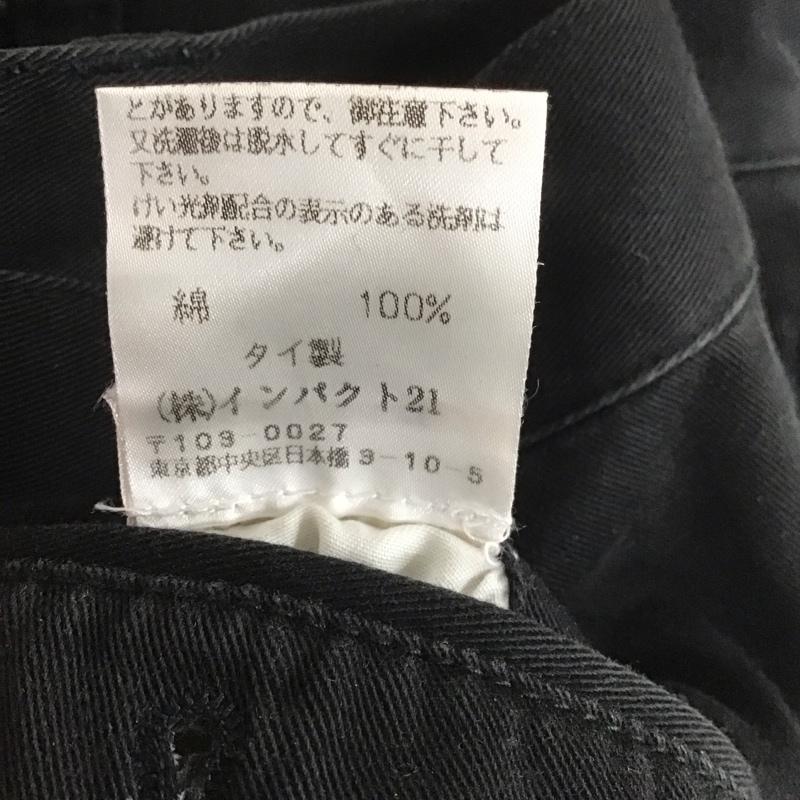 とがありますので、御注意下さい。
又洗濯後は脱水してすぐに干して
下さい。
けい光剤配合の表示のある洗剤は
避けて下さい。
綿 100%
タイ製
(株)インパクト21
〒103-0027
東京都中央区日本橋3-10-5